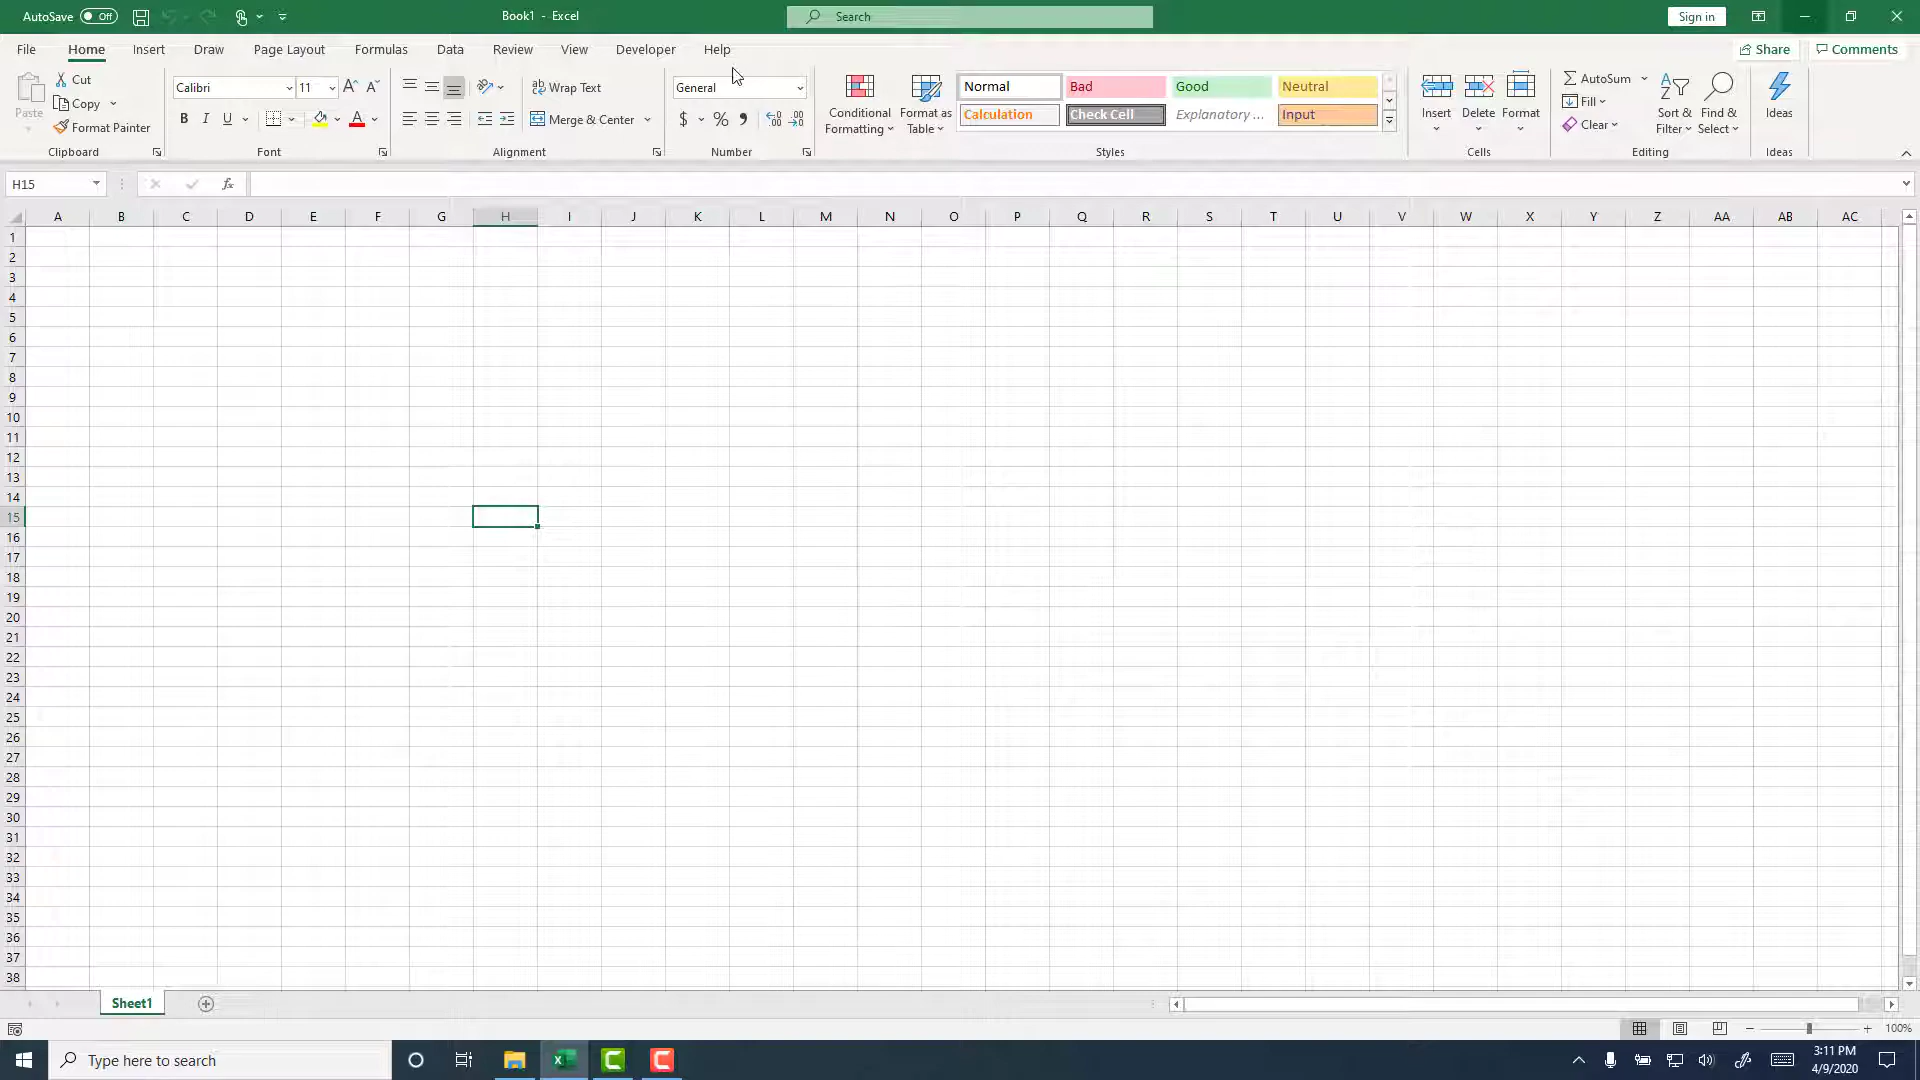 AutoSave Off Book1 - Excel Search Sign in
File Home Insert Draw Page Layout Formulas Data Review View Developer Help Share Comments
Paste
Cut
Copy
Format Painter
Clipboard
Calibri 11
B I U A
Font
Wrap Text
Merge & Center
Alignment
General
$ % 9
Number
Conditional
Formatting
Format as
Table
Normal Bad Good Neutral
Calculation Check Cell Explanatory ... Input
Styles
Insert Delete Format
Cells
AutoSum
Fill
Clear
Sort &
Filter
Find &
Select
Editing
Ideas
Ideas
H15 fx
A B C D E F G H I J K L M N O P Q R S T U V W X Y Z AA AB AC
1
2
3
4
5
6
7
8
9
10
11
12
13
14
15
16
17
18
19
20
21
22
23
24
25
26
27
28
29
30
31
32
33
34
35
36
37
38
Sheet1
100%
Type here to search
3:11 PM
4/9/2020